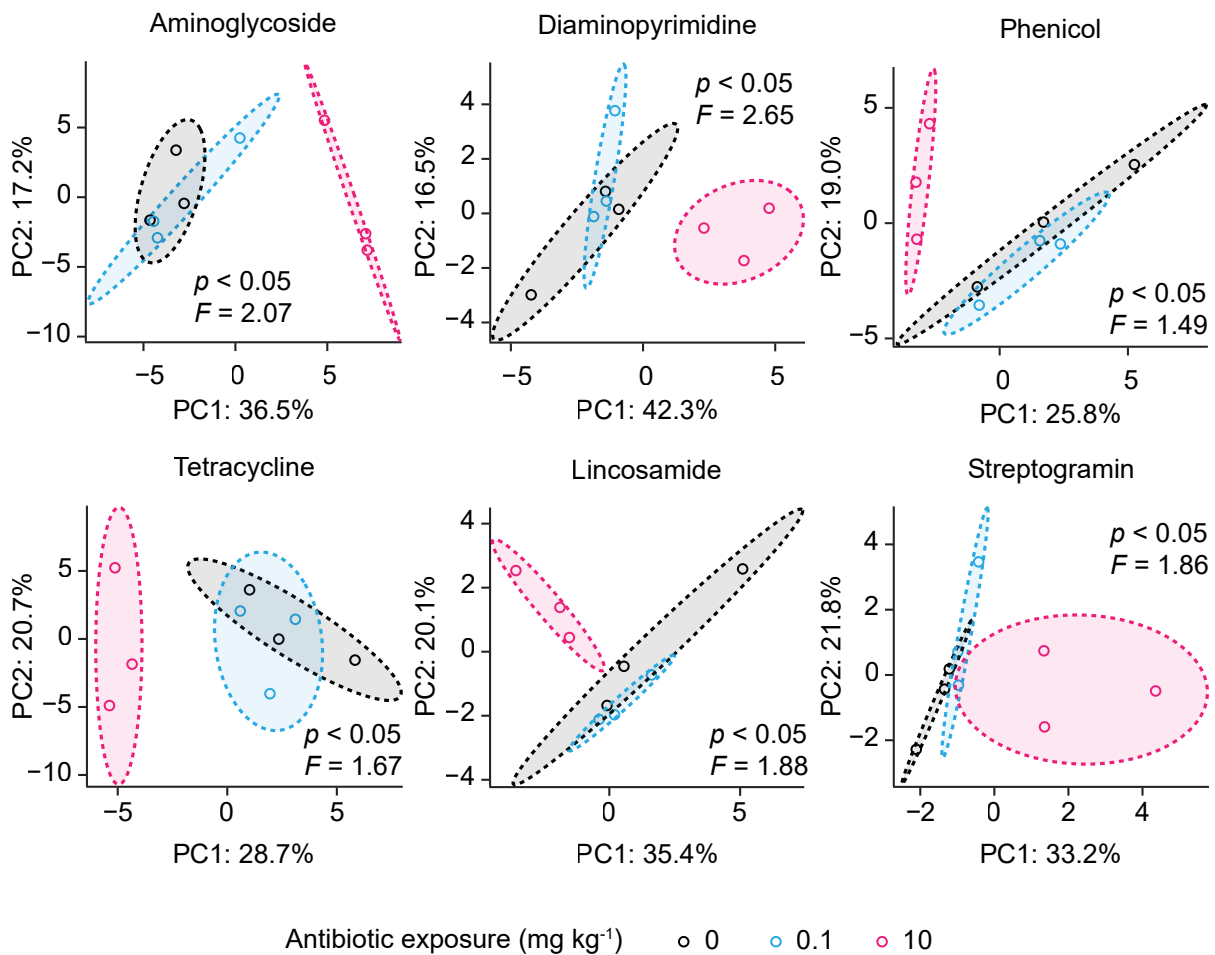 Aminoglycoside
PC2: 17.2%
5
0
−5
−10
p < 0.05
F = 2.07
−5 0 5
PC1: 36.5%
Diaminopyrimidine
PC2: 16.5%
4
2
0
−2
−4
p < 0.05
F = 2.65
−5 0 5
PC1: 42.3%
Phenicol
PC2: 19.0%
5
0
−5
p < 0.05
F = 1.49
0 5
PC1: 25.8%
Tetracycline
PC2: 20.7%
5
0
−5
−10
p < 0.05
F = 1.67
−5 0 5
PC1: 28.7%
Lincosamide
PC2: 20.1%
4
2
0
−2
−4
p < 0.05
F = 1.88
0 5
PC1: 35.4%
Streptogramin
PC2: 21.8%
4
2
0
−2
p < 0.05
F = 1.86
−2 0 2 4
PC1: 33.2%
Antibiotic exposure (mg kg⁻¹) 0 0.1 10